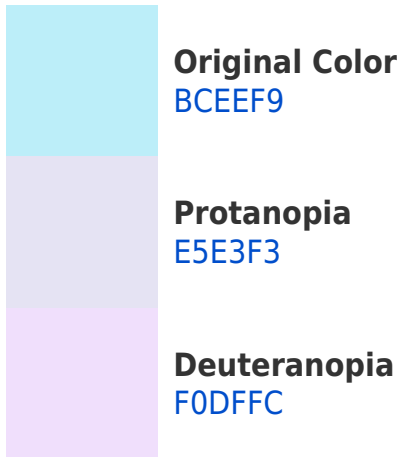 Original Color
BCEEF9
Protanopia
E5E3F3
Deuteranopia
F0DFFC